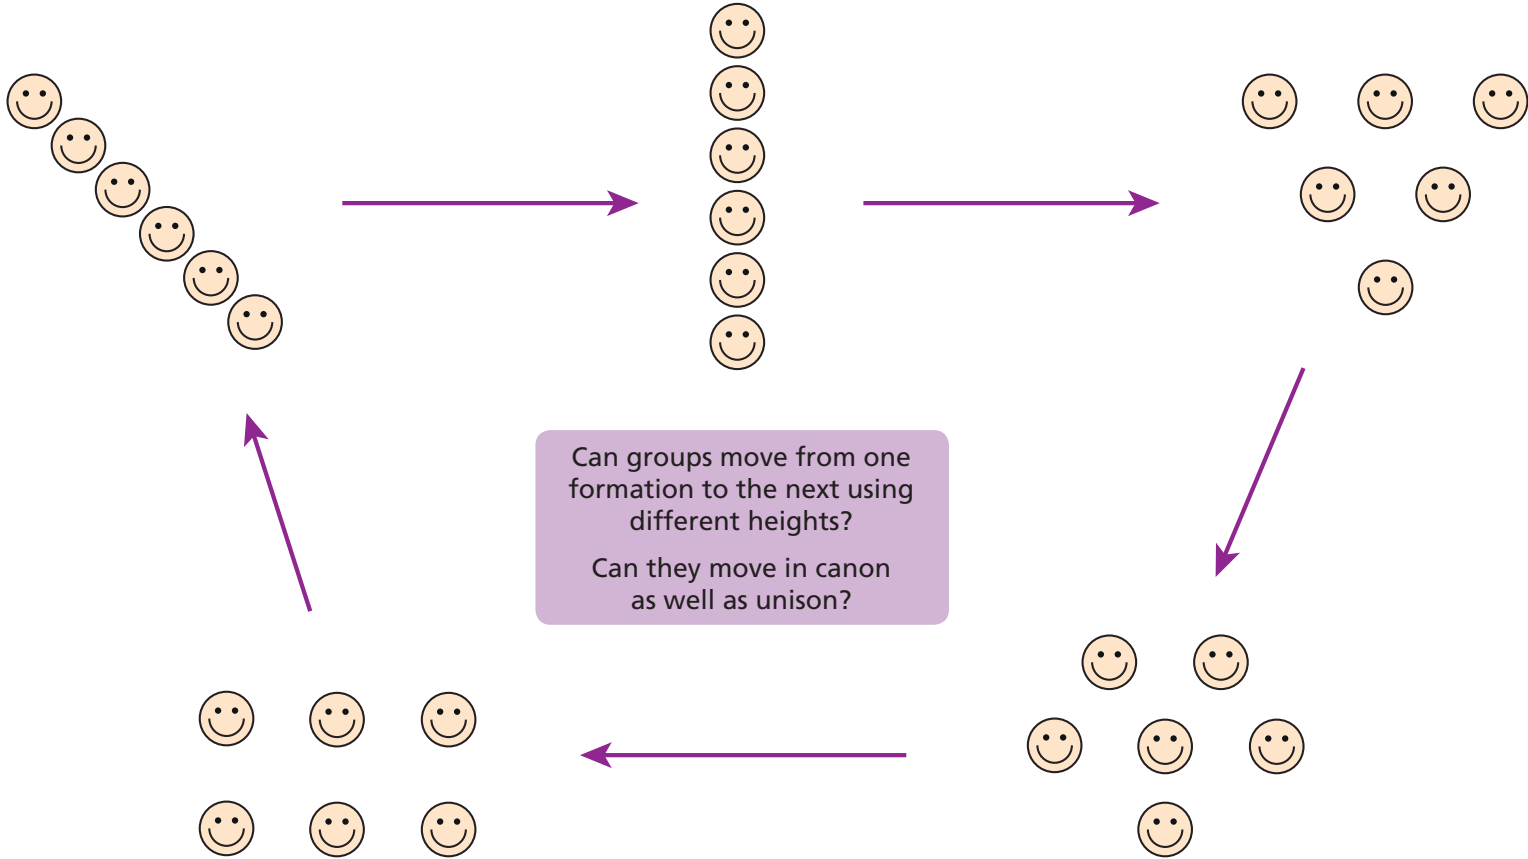 Can groups move from one
formation to the next using
different heights?
Can they move in canon
as well as unison?